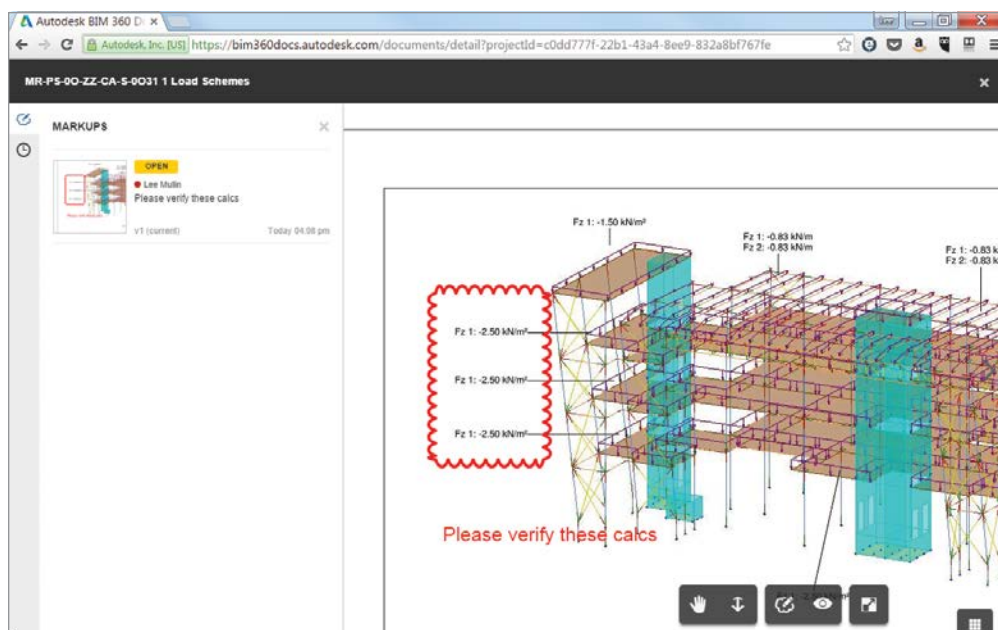 Autodesk BIM 360 D
Autodesk, Inc. [US]
https://bim360docs.autodesk.com/documents/detail?projectId=c0dd777f-22b1-43a4-8ee9-832a8bf767fe
MR-PS-0O-ZZ-CA-S-0O31 1 Load Schemes
MARKUPS
OPEN
Lee Mullin
Please verify these calcs
v1 (current)
Today 04:08 pm
Fz 1: -1.50 kN/m²
Fz 1: -0.83 kN/m
Fz 2: -0.83 kN/m
Fz 1: -0.83 k
Fz 2: -0.83 k
Fz 1: -2.50 kN/m²
Fz 1: -2.50 kN/m²
Fz 1: -2.50 kN/m²
Please verify these calcs